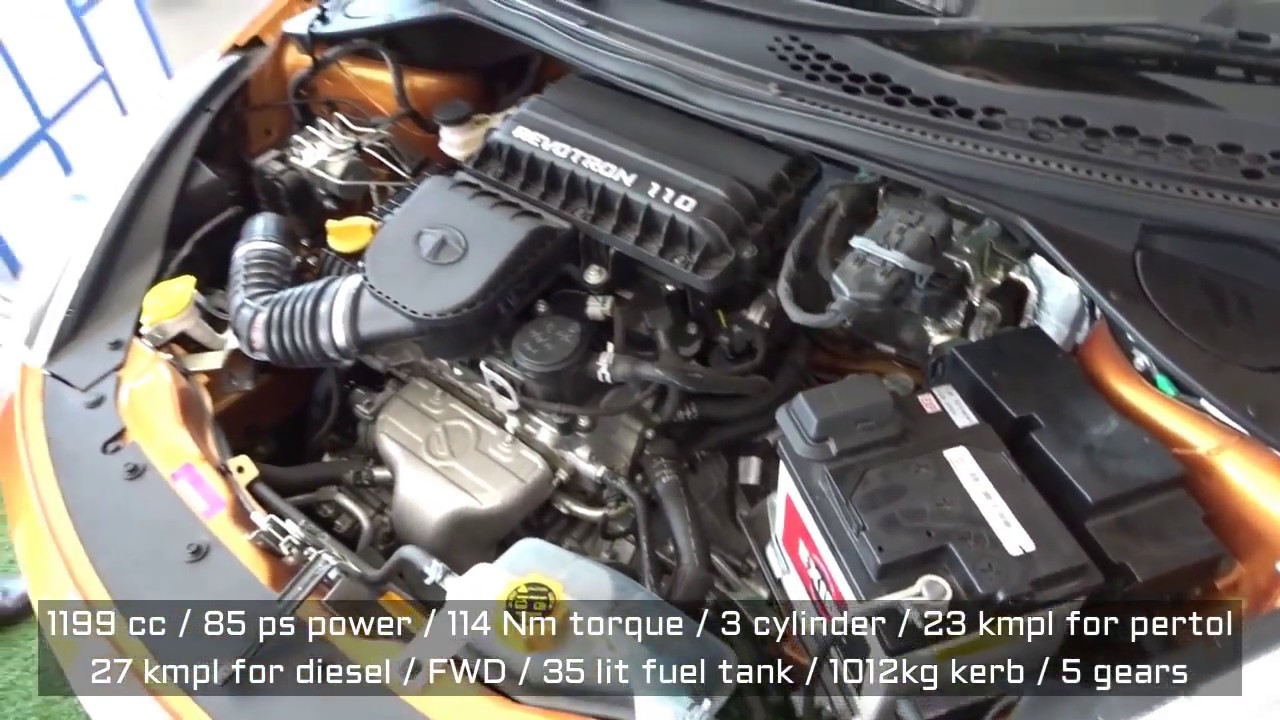 REVOTRON 110
1199 cc / 85 ps power / 114 Nm torque / 3 cylinder / 23 kmpl for pertol
27 kmpl for diesel / FWD / 35 lit fuel tank / 1012kg kerb / 5 gears